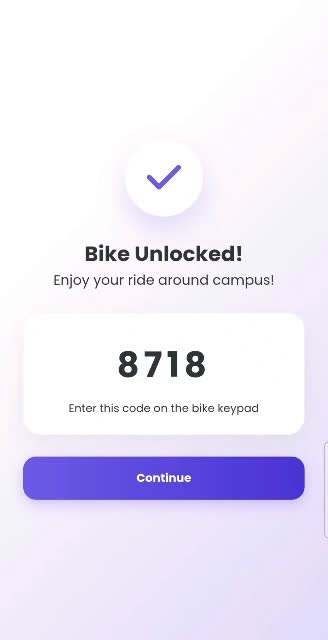 Bike Unlocked!
Enjoy your ride around campus!
8718
Enter this code on the bike keypad
Continue